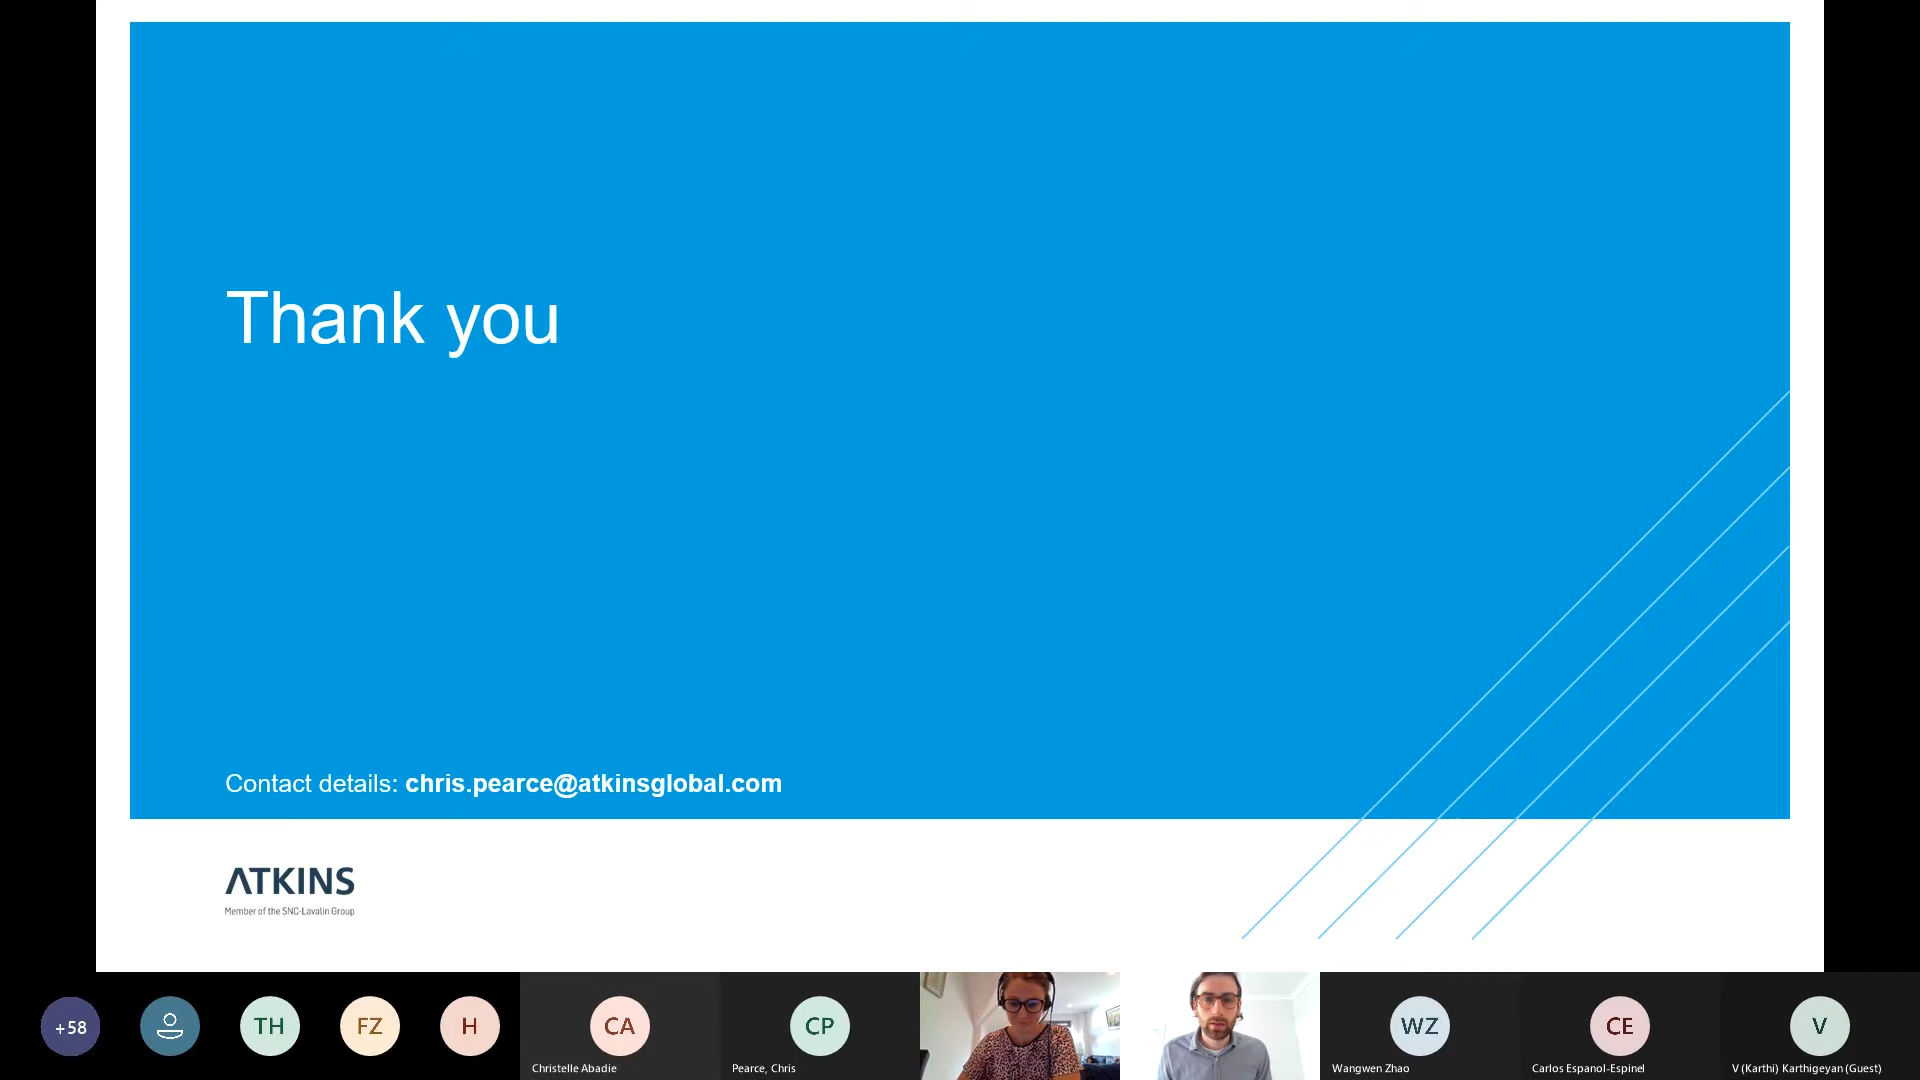 Thank you
Contact details: chris.pearce@atkinsglobal.com
ATKINS
Member of the SNC-Lavalin Group
+58
TH
FZ
H
CA
CP
WZ
CE
V
Christelle Abadie
Pearce, Chris
Wangwen Zhao
Carlos Espanol-Espinel
V (Karthi) Karthigeyan (Guest)